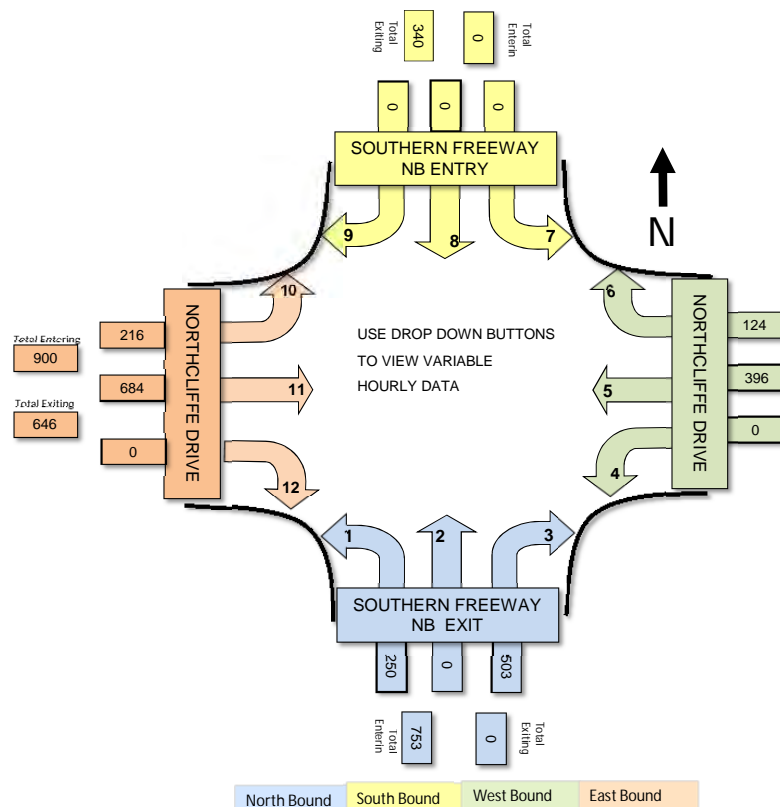 Total
Exiting
340
0
Total
Enterin
0
0
0
SOUTHERN FREEWAY
NB ENTRY
N
9
8
7
10
6
NORTHCLIFFE DRIVE
216
Total Entering
900
684
Total Exiting
646
0
USE DROP DOWN BUTTONS
TO VIEW VARIABLE
HOURLY DATA
11
5
12
4
NORTHCLIFFE DRIVE
124
396
0
1
2
3
SOUTHERN FREEWAY
NB EXIT
250
0
503
Total
Enterin
753
0
Total
Exiting
North Bound
South Bound
West Bound
East Bound